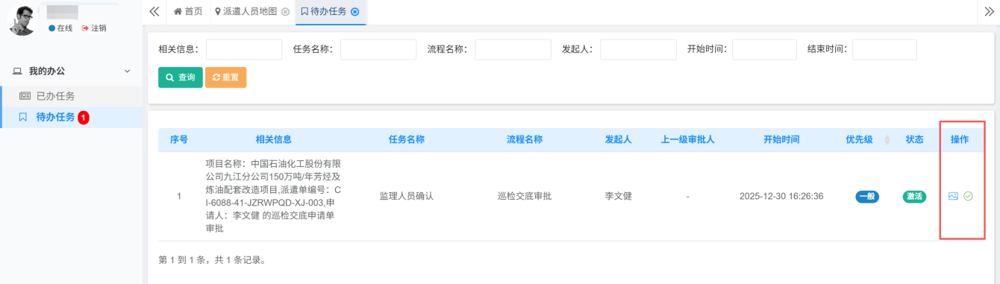 首页 派遣人员地图 待办任务
在线 注销
相关信息： 任务名称： 流程名称： 发起人： 开始时间： 结束时间：
我的办公
查询 重置
已办任务
待办任务 1
序号 相关信息 任务名称 流程名称 发起人 上一级审批人 开始时间 优先级 状态 操作
项目名称：中国石油化工股份有限
公司九江分公司150万吨/年芳烃及
炼油配套改造项目,派遣单编号：C
1 I-6088-41-JZRWPQD-XJ-003,申 监理人员确认 巡检交底审批 李文健 - 2025-12-30 16:26:36 一般 激活
请人：李文健 的巡检交底申请单
审批
第 1 到 1 条，共 1 条记录。